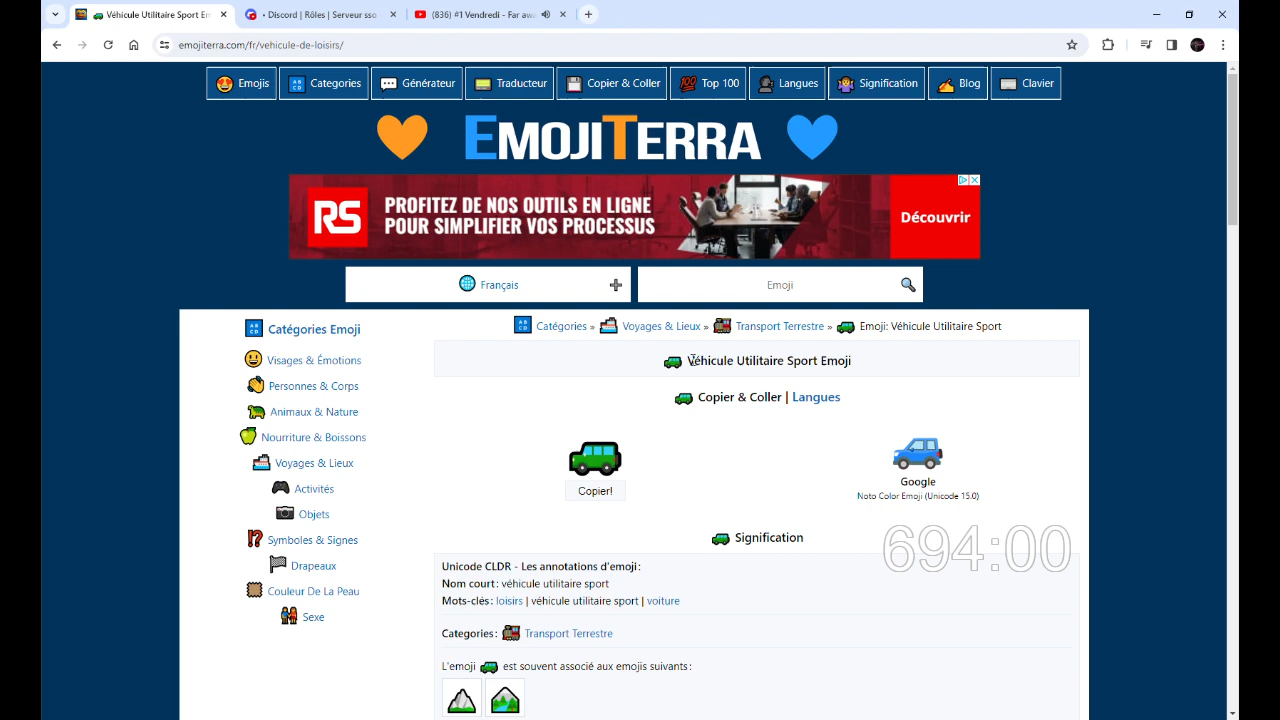 Véhicule Utilitaire Sport Em
• Discord | Rôles | Serveur sso
(836) #1 Vendredi - Far awa
emojiterra.com/fr/vehicule-de-loisirs/
Emojis Categories Générateur Traducteur Copier & Coller Top 100 Langues Signification Blog Clavier
EMOJITERRA
RS
PROFITEZ DE NOS OUTILS EN LIGNE
POUR SIMPLIFIER VOS PROCESSUS
Découvrir
Français
Emoji
Catégories Emoji
Visages & Émotions
Personnes & Corps
Animaux & Nature
Nourriture & Boissons
Voyages & Lieux
Activités
Objets
Symboles & Signes
Drapeaux
Couleur De La Peau
Sexe
Catégories » Voyages & Lieux » Transport Terrestre » Emoji: Véhicule Utilitaire Sport
Véhicule Utilitaire Sport Emoji
Copier & Coller | Langues
Copier!
Google
Noto Color Emoji (Unicode 15.0)
Signification
694:00
Unicode CLDR - Les annotations d'emoji:
Nom court: véhicule utilitaire sport
Mots-clés: loisirs | véhicule utilitaire sport | voiture
Categories: Transport Terrestre
L'emoji est souvent associé aux emojis suivants: